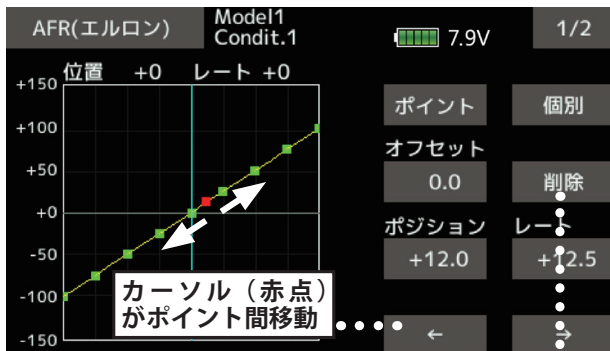 AFR(エルロン)
Model1
Condit.1
7.9V
1/2
位置 +0 レート +0
+150
+100
+50
+0
-50
-100
-150
ポイント
個別
オフセット
0.0
削除
ポジション
レート
+12.0
+12.5
カーソル（赤点）
がポイント間移動
←
→